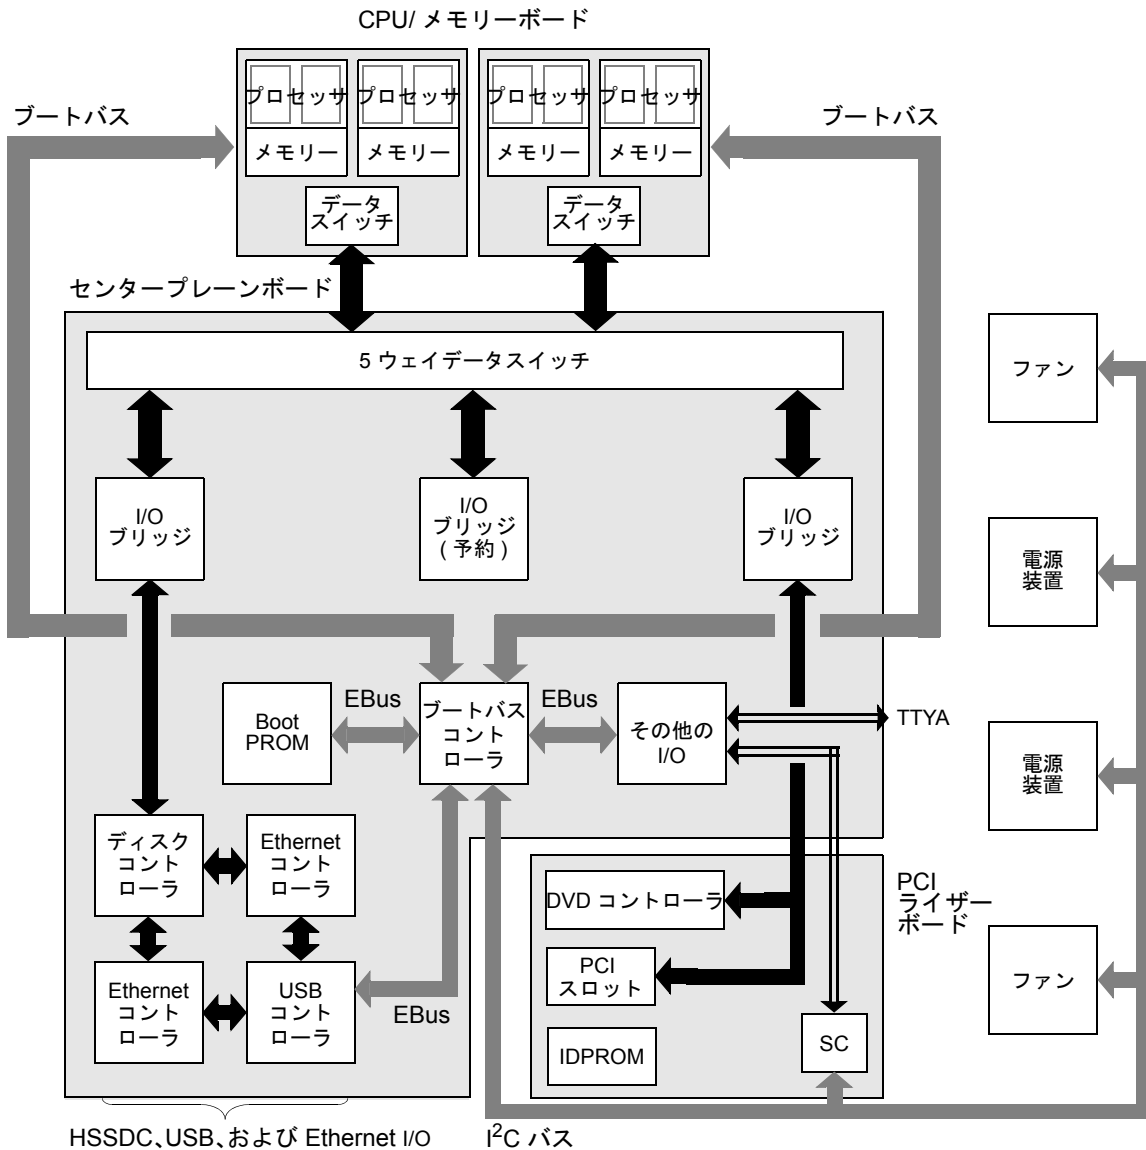 CPU/ メモリーボード
ブートバス
ブートバス
プロセッサ
プロセッサ
プロセッサ
プロセッサ
メモリー
メモリー
メモリー
メモリー
データ
スイッチ
データ
スイッチ
センタープレーンボード
5 ウェイデータスイッチ
ファン
I/O
ブリッジ
I/O
ブリッジ
( 予約 )
I/O
ブリッジ
電源
装置
EBus
EBus
Boot
PROM
ブートバス
コント
ローラ
その他の
I/O
TTYA
電源
装置
ディスク
コント
ローラ
Ethernet
コント
ローラ
DVD コントローラ
PCI
ライザー
ボード
PCI
スロット
Ethernet
コント
ローラ
USB
コント
ローラ
EBus
ファン
IDPROM
SC
HSSDC、USB、および Ethernet I/O
I²C バス